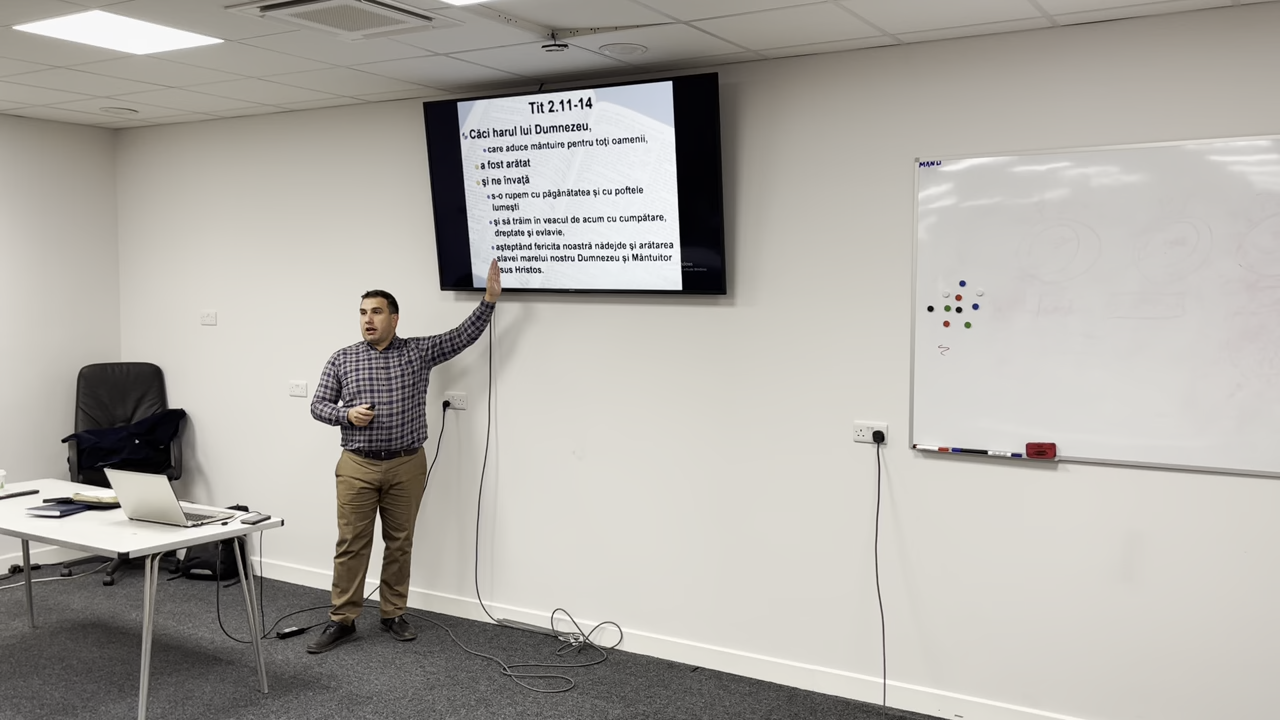 Tit 2.11-14
Căci harul lui Dumnezeu,
care aduce mântuire pentru toţi oamenii,
a fost arătat
şi ne învaţă
s-o rupem cu păgânătatea şi cu poftele
lumeşti
şi să trăim în veacul de acum cu cumpătare,
dreptate şi evlavie,
aşteptând fericita noastră nădejde şi arătarea
slavei marelui nostru Dumnezeu şi Mântuitor
sus Hristos.
MANU